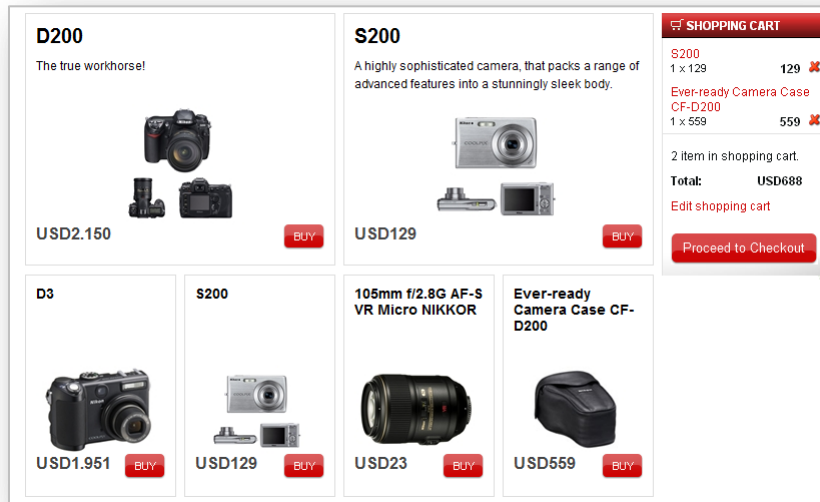 D200
The true workhorse!
USD2.150
BUY
S200
A highly sophisticated camera, that packs a range of
advanced features into a stunningly sleek body.
USD129
BUY
D3
USD1.951
BUY
S200
USD129
BUY
105mm f/2.8G AF-S
VR Micro NIKKOR
USD23
BUY
Ever-ready
Camera Case CF-
D200
USD559
BUY
SHOPPING CART
S200
1 x 129 129
Ever-ready Camera Case
CF-D200
1 x 559 559
2 item in shopping cart.
Total: USD688
Edit shopping cart
Proceed to Checkout